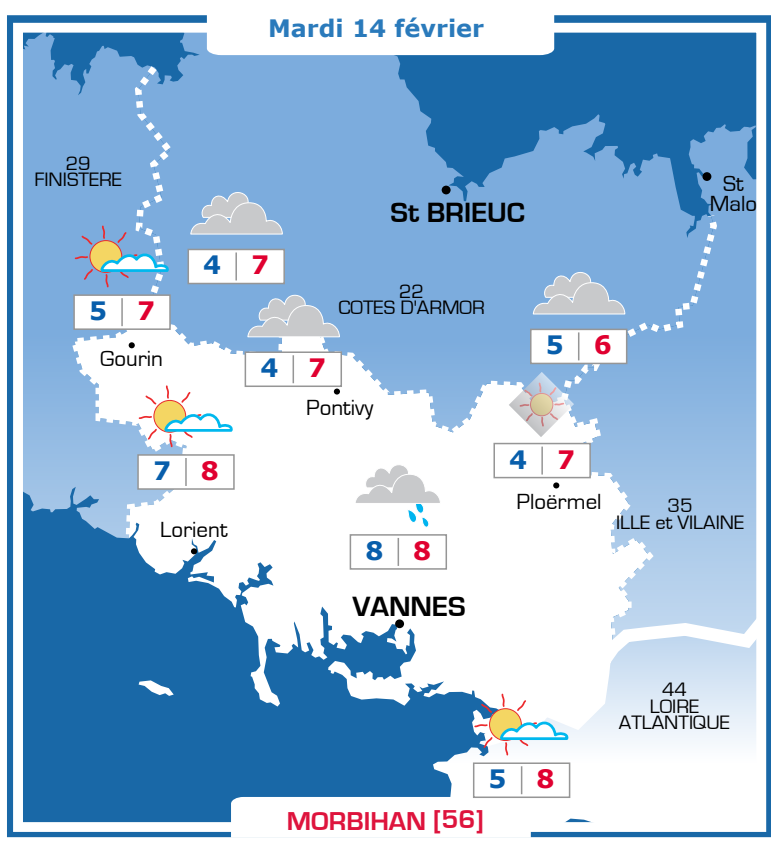 Mardi 14 février
29
FINISTERE
St BRIEUC
St
Malo
4 7
5 7
22
COTES D'ARMOR
5 6
Gourin
4 7
Pontivy
7 8
4 7
Ploërmel
35
ILLE et VILAINE
Lorient
8 8
VANNES
44
LOIRE
ATLANTIQUE
5 8
MORBIHAN [56]